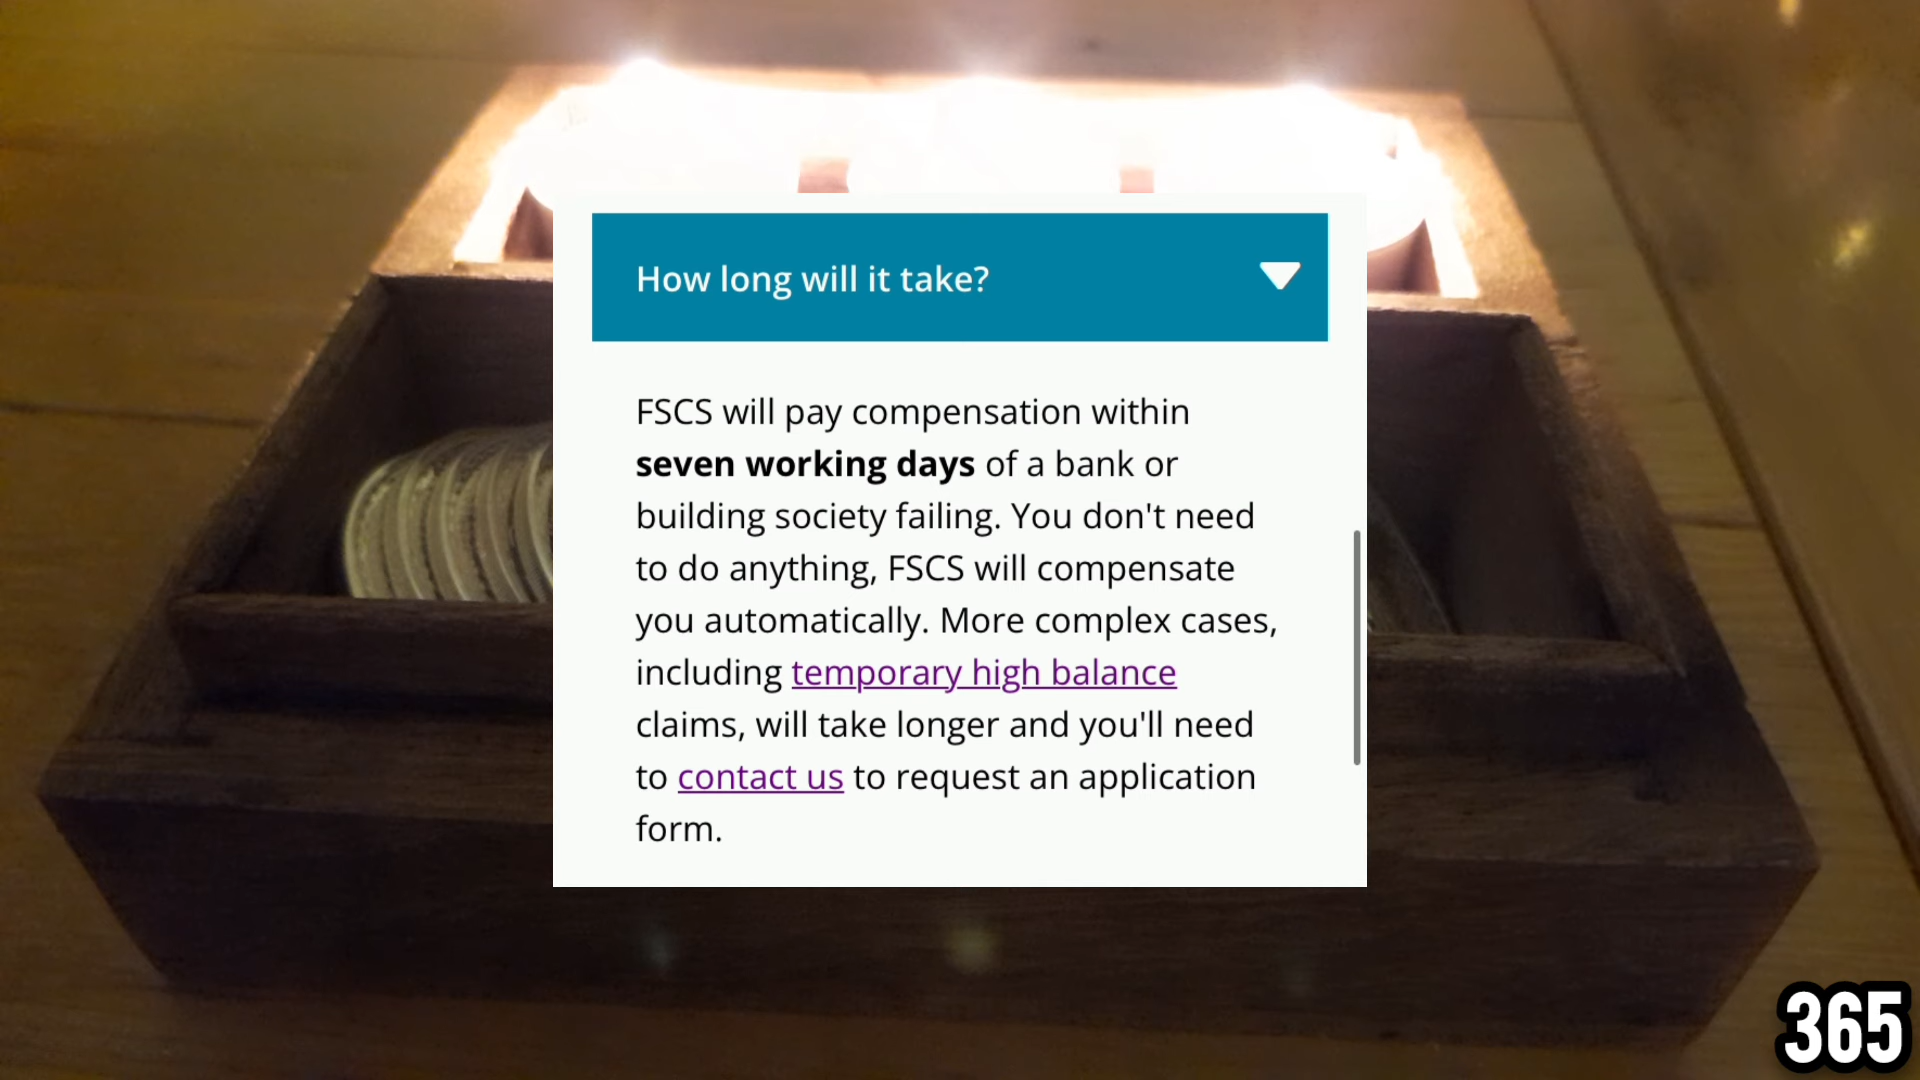 How long will it take?
FSCS will pay compensation within
seven working days of a bank or
building society failing. You don't need
to do anything, FSCS will compensate
you automatically. More complex cases,
including temporary high balance
claims, will take longer and you'll need
to contact us to request an application
form.
365